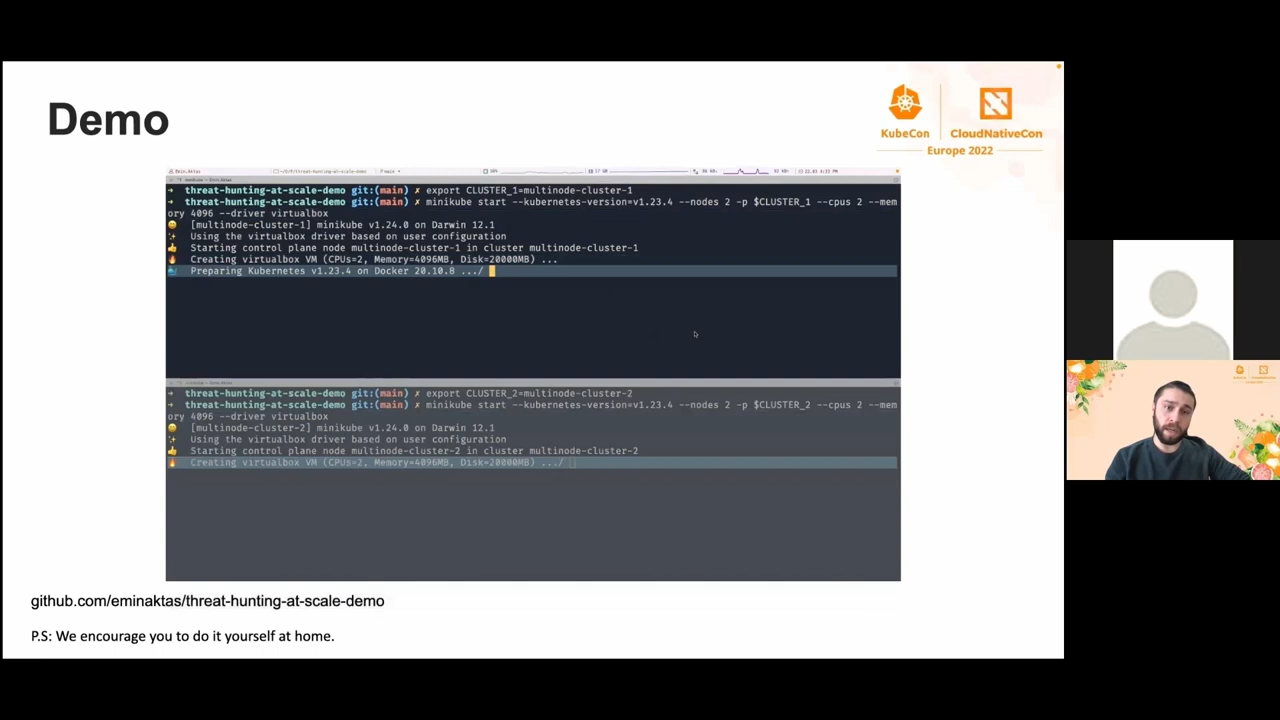 Demo
KubeCon
CloudNativeCon
Europe 2022
threat-hunting-at-scale-demo git:(main) ✗ export CLUSTER_1=multinode-cluster-1
threat-hunting-at-scale-demo git:(main) ✗ minikube start --kubernetes-version=v1.23.4 --nodes 2 -p $CLUSTER_1 --cpus 2 --mem
ory 4096 --driver virtualbox
[multinode-cluster-1] minikube v1.24.0 on Darwin 12.1
Using the virtualbox driver based on user configuration
Starting control plane node multinode-cluster-1 in cluster multinode-cluster-1
Creating virtualbox VM (CPUs=2, Memory=4096MB, Disk=20000MB) ...
Preparing Kubernetes v1.23.4 on Docker 20.10.8 .../
threat-hunting-at-scale-demo git:(main) ✗ export CLUSTER_2=multinode-cluster-2
threat-hunting-at-scale-demo git:(main) ✗ minikube start --kubernetes-version=v1.23.4 --nodes 2 -p $CLUSTER_2 --cpus 2 --mem
ory 4096 --driver virtualbox
[multinode-cluster-2] minikube v1.24.0 on Darwin 12.1
Using the virtualbox driver based on user configuration
Starting control plane node multinode-cluster-2 in cluster multinode-cluster-2
Creating virtualbox VM (CPUs=2, Memory=4096MB, Disk=20000MB) .../
github.com/eminaktas/threat-hunting-at-scale-demo
P.S: We encourage you to do it yourself at home.